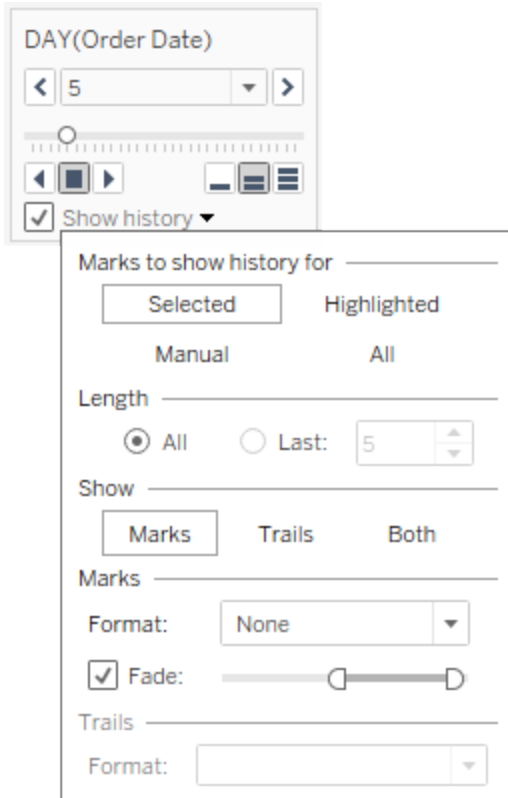 DAY(Order Date)
5
Show history
Marks to show history for
Selected Highlighted
Manual All
Length
All Last: 5
Show
Marks Trails Both
Marks
Format: None
Fade:
Trails
Format: